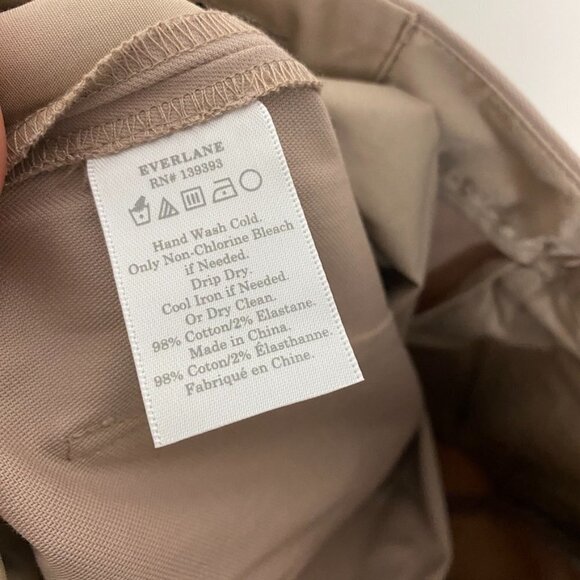 EVERLANE
RN# 139393
Hand Wash Cold.
Only Non-Chlorine Bleach
if Needed.
Drip Dry.
Cool Iron if Needed.
Or Dry Clean.
98% Cotton/2% Elastane.
Made in China.
98% Cotton/2% Élasthanne.
Fabriqué en Chine.